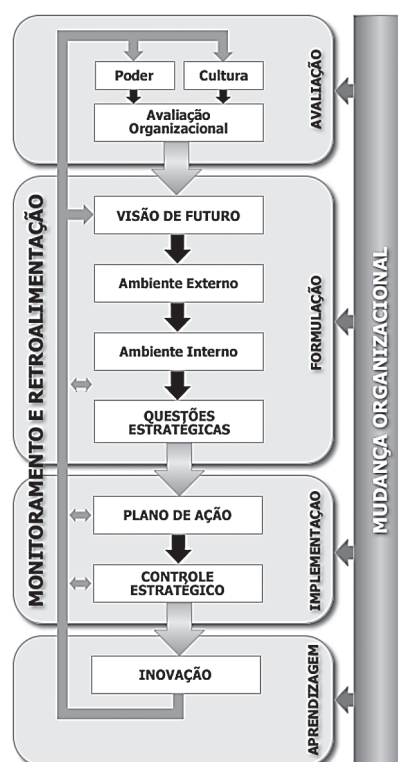 Poder
Cultura
Avaliação
Organizacional
AVALIAÇÃO
VISÃO DE FUTURO
Ambiente Externo
Ambiente Interno
QUESTÕES
ESTRATÉGICAS
FORMULAÇÃO
PLANO DE AÇÃO
CONTROLE
ESTRATÉGICO
IMPLEMENTAÇAO
INOVAÇÃO
APRENDIZAGEM
MONITORAMENTO E RETROALIMENTAÇÃO
MUDANÇA ORGANIZACIONAL